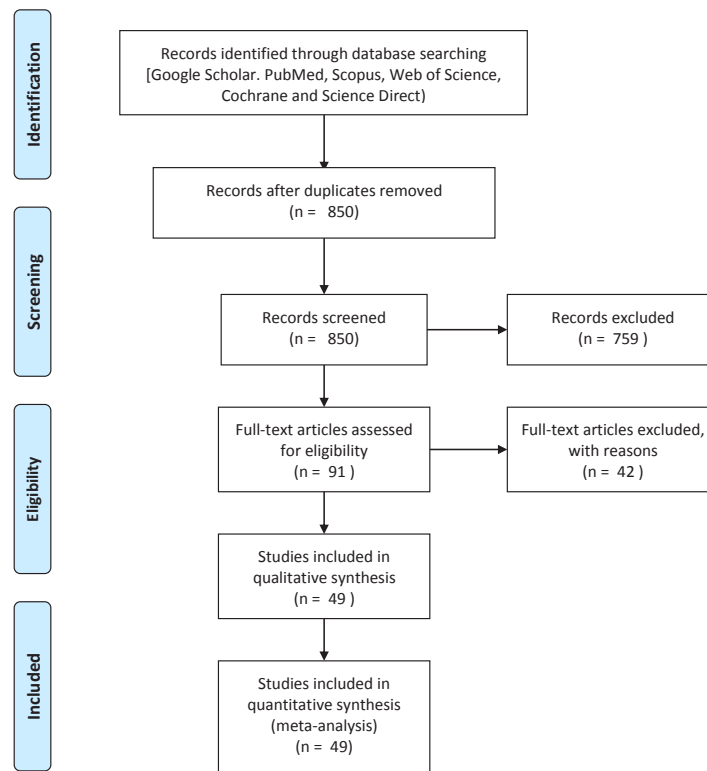 Identification
Records identified through database searching
[Google Scholar. PubMed, Scopus, Web of Science,
Cochrane and Science Direct)
Records after duplicates removed
(n = 850)
Screening
Records screened
(n = 850)
Records excluded
(n = 759 )
Eligibility
Full-text articles assessed
for eligibility
(n = 91 )
Full-text articles excluded,
with reasons
(n = 42 )
Studies included in
qualitative synthesis
(n = 49 )
Included
Studies included in
quantitative synthesis
(meta-analysis)
(n = 49)